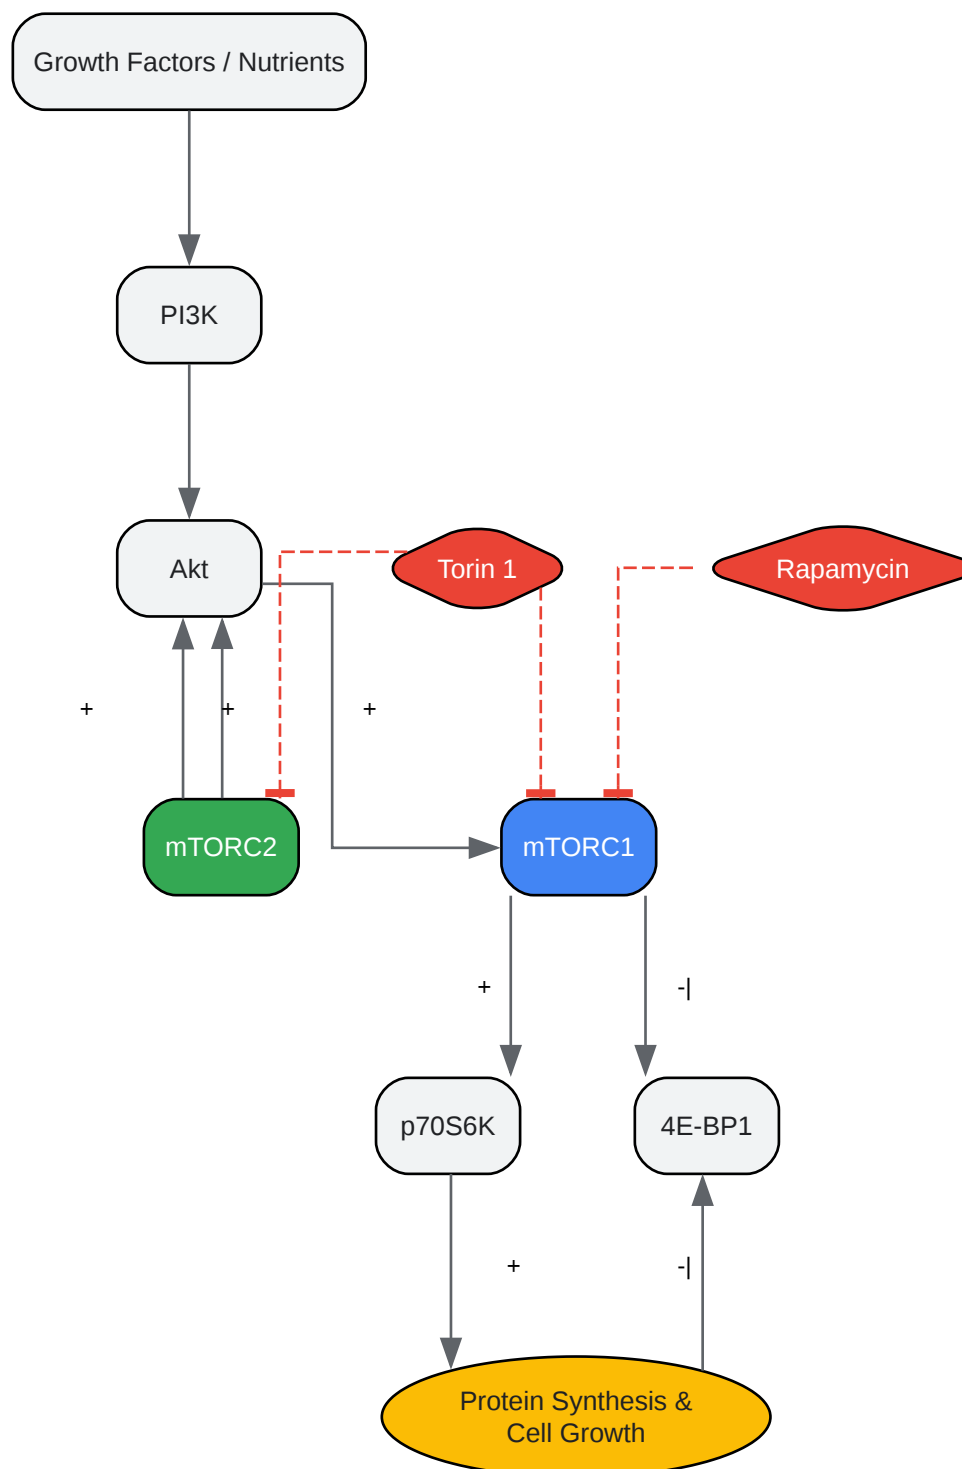 Growth Factors / Nutrients
PI3K
Akt
Torin 1
Rapamycin
+
+
+
mTORC2
mTORC1
+
-|
p70S6K
4E-BP1
+
-|
Protein Synthesis &
Cell Growth